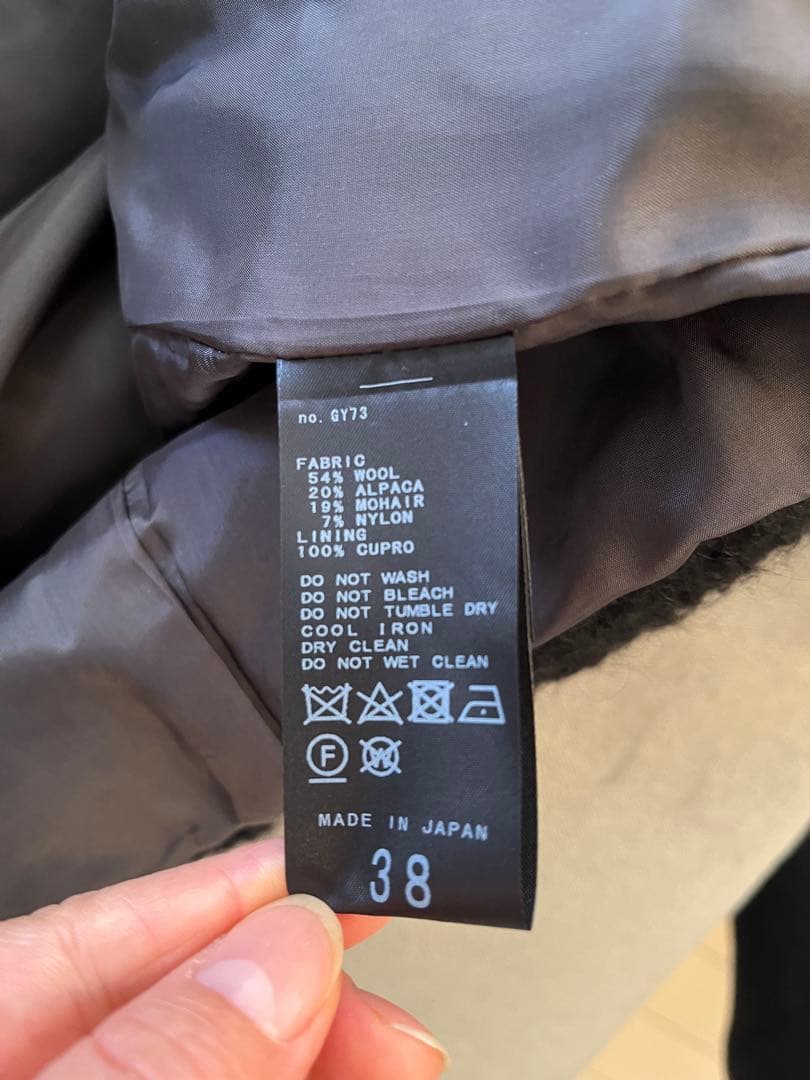 no. GY73
FABRIC
54% WOOL
20% ALPACA
19% MOHAIR
7% NYLON
LINING
100% CUPRO
DO NOT WASH
DO NOT BLEACH
DO NOT TUMBLE DRY
COOL IRON
DRY CLEAN
DO NOT WET CLEAN
F W
MADE IN JAPAN
38